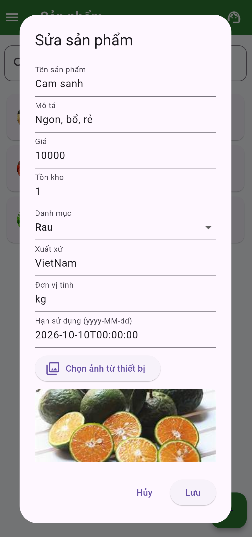 Sản phẩm
Sửa sản phẩm
Tên sản phẩm
Cam sanh
Mô tả
Ngon, bổ, rẻ
Giá
10000
Tồn kho
1
Danh mục
Rau
Xuất xứ
VietNam
Đơn vị tính
kg
Hạn sử dụng (yyyy-MM-dd)
2026-10-10T00:00:00
Chọn ảnh từ thiết bị
Hủy
Lưu